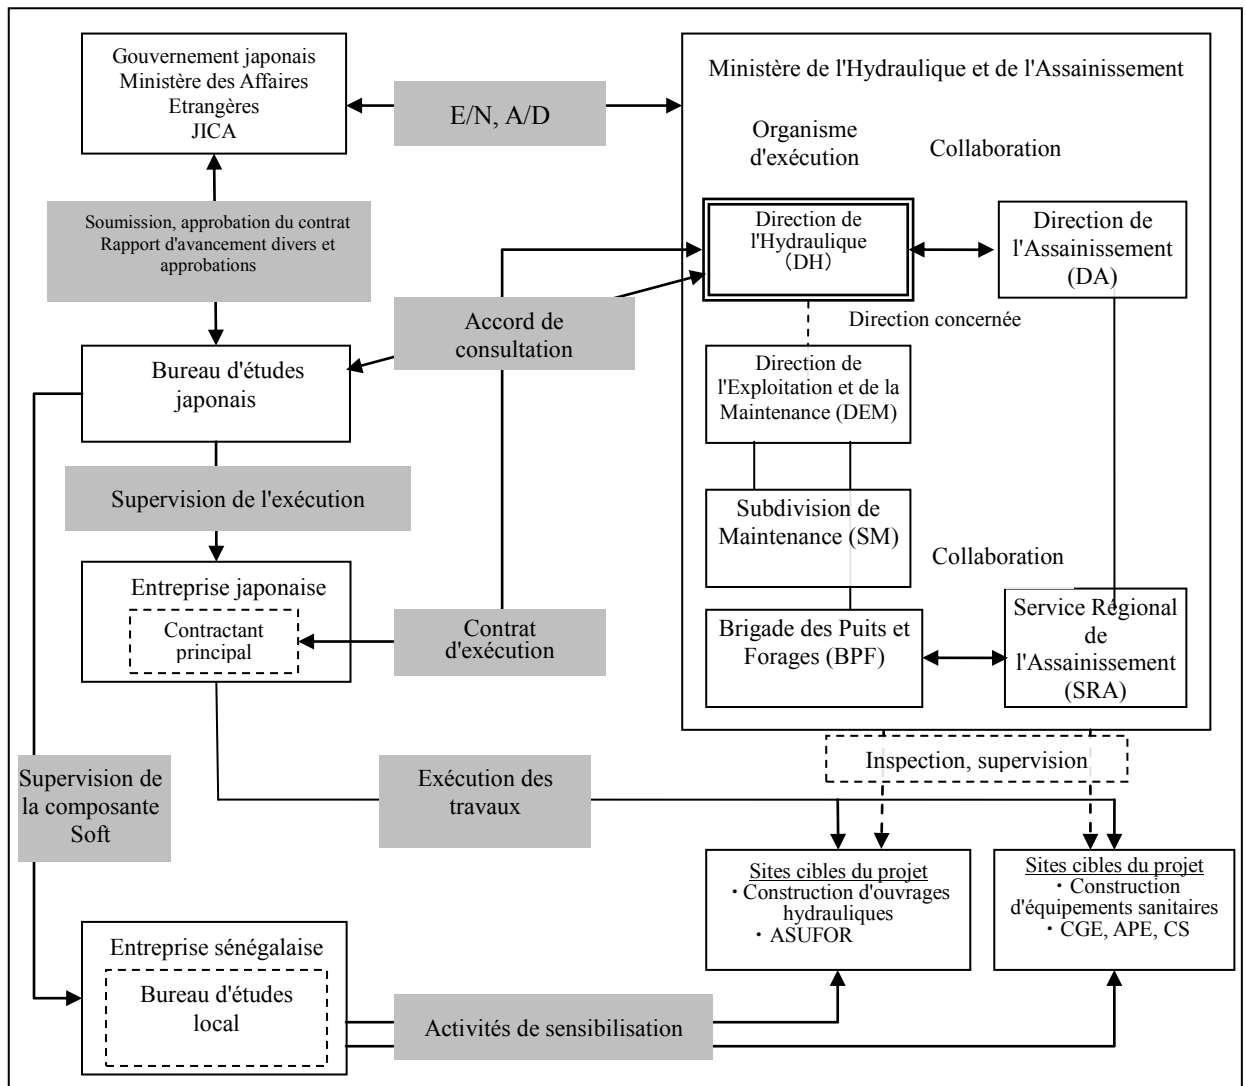 Gouvernement japonais
Ministère des Affaires
Etrangères
JICA
E/N, A/D
Ministère de l'Hydraulique et de l'Assainissement
Organisme
d'exécution
Collaboration
Soumission, approbation du contrat
Rapport d'avancement divers et
approbations
Direction de
l'Hydraulique
（DH）
Direction de
l'Assainissement
(DA)
Accord de
consultation
Direction concernée
Bureau d'études
japonais
Direction de
l'Exploitation et de la
Maintenance (DEM)
Supervision de l'exécution
Subdivision de
Maintenance (SM)
Collaboration
Entreprise japonaise
Contractant
principal
Contrat
d'exécution
Brigade des Puits et
Forages (BPF)
Service Régional
de
l'Assainissement
(SRA)
Inspection, supervision
Supervision de
la composante
Soft
Exécution des
travaux
Sites cibles du projet
・Construction d'ouvrages
hydrauliques
・ASUFOR
Sites cibles du projet
・Construction
d'équipements sanitaires
・CGE, APE, CS
Entreprise sénégalaise
Bureau d'études
local
Activités de sensibilisation